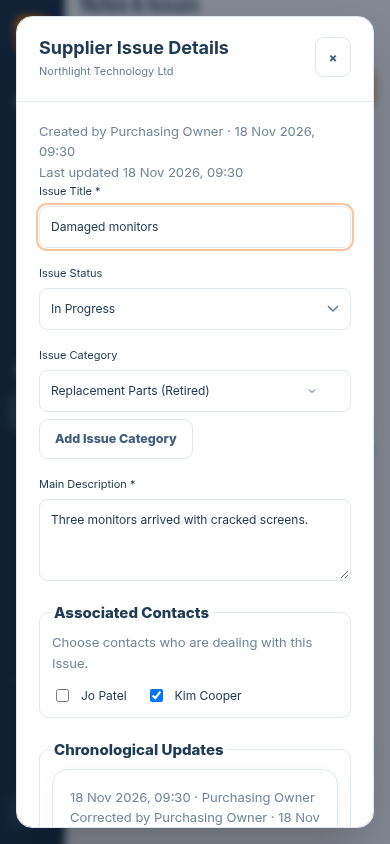 Supplier Issue Details
Northlight Technology Ltd
×
Created by Purchasing Owner · 18 Nov 2026,
09:30
Last updated 18 Nov 2026, 09:30
Issue Title *
Damaged monitors
Issue Status
In Progress
Issue Category
Replacement Parts (Retired)
Add Issue Category
Main Description *
Three monitors arrived with cracked screens.
Associated Contacts
Choose contacts who are dealing with this
Issue.
Jo Patel
Kim Cooper
Chronological Updates
18 Nov 2026, 09:30 · Purchasing Owner
Corrected by Purchasing Owner · 18 Nov